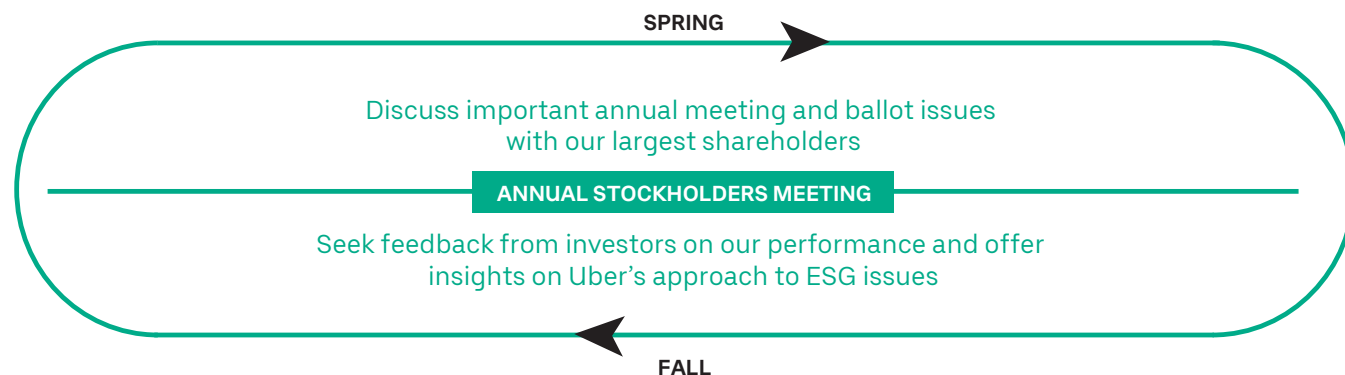 SPRING
Discuss important annual meeting and ballot issues
with our largest shareholders
ANNUAL STOCKHOLDERS MEETING
Seek feedback from investors on our performance and offer
insights on Uber’s approach to ESG issues
FALL